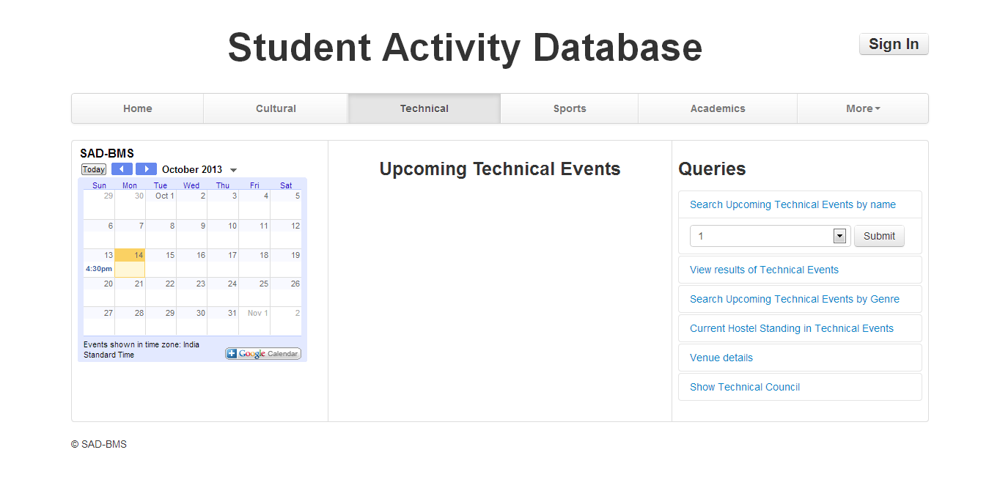 Student Activity Database
Sign In
Home Cultural Technical Sports Academics More
SAD-BMS
Today October 2013
Sun Mon Tue Wed Thu Fri Sat
29 30 Oct 1 2 3 4 5
6 7 8 9 10 11 12
13 14 15 16 17 18 19
4:30pm
20 21 22 23 24 25 26
27 28 29 30 31 Nov 1 2
Events shown in time zone: India
Standard Time
Google Calendar
Upcoming Technical Events
Queries
Search Upcoming Technical Events by name
1 Submit
View results of Technical Events
Search Upcoming Technical Events by Genre
Current Hostel Standing in Technical Events
Venue details
Show Technical Council
© SAD-BMS